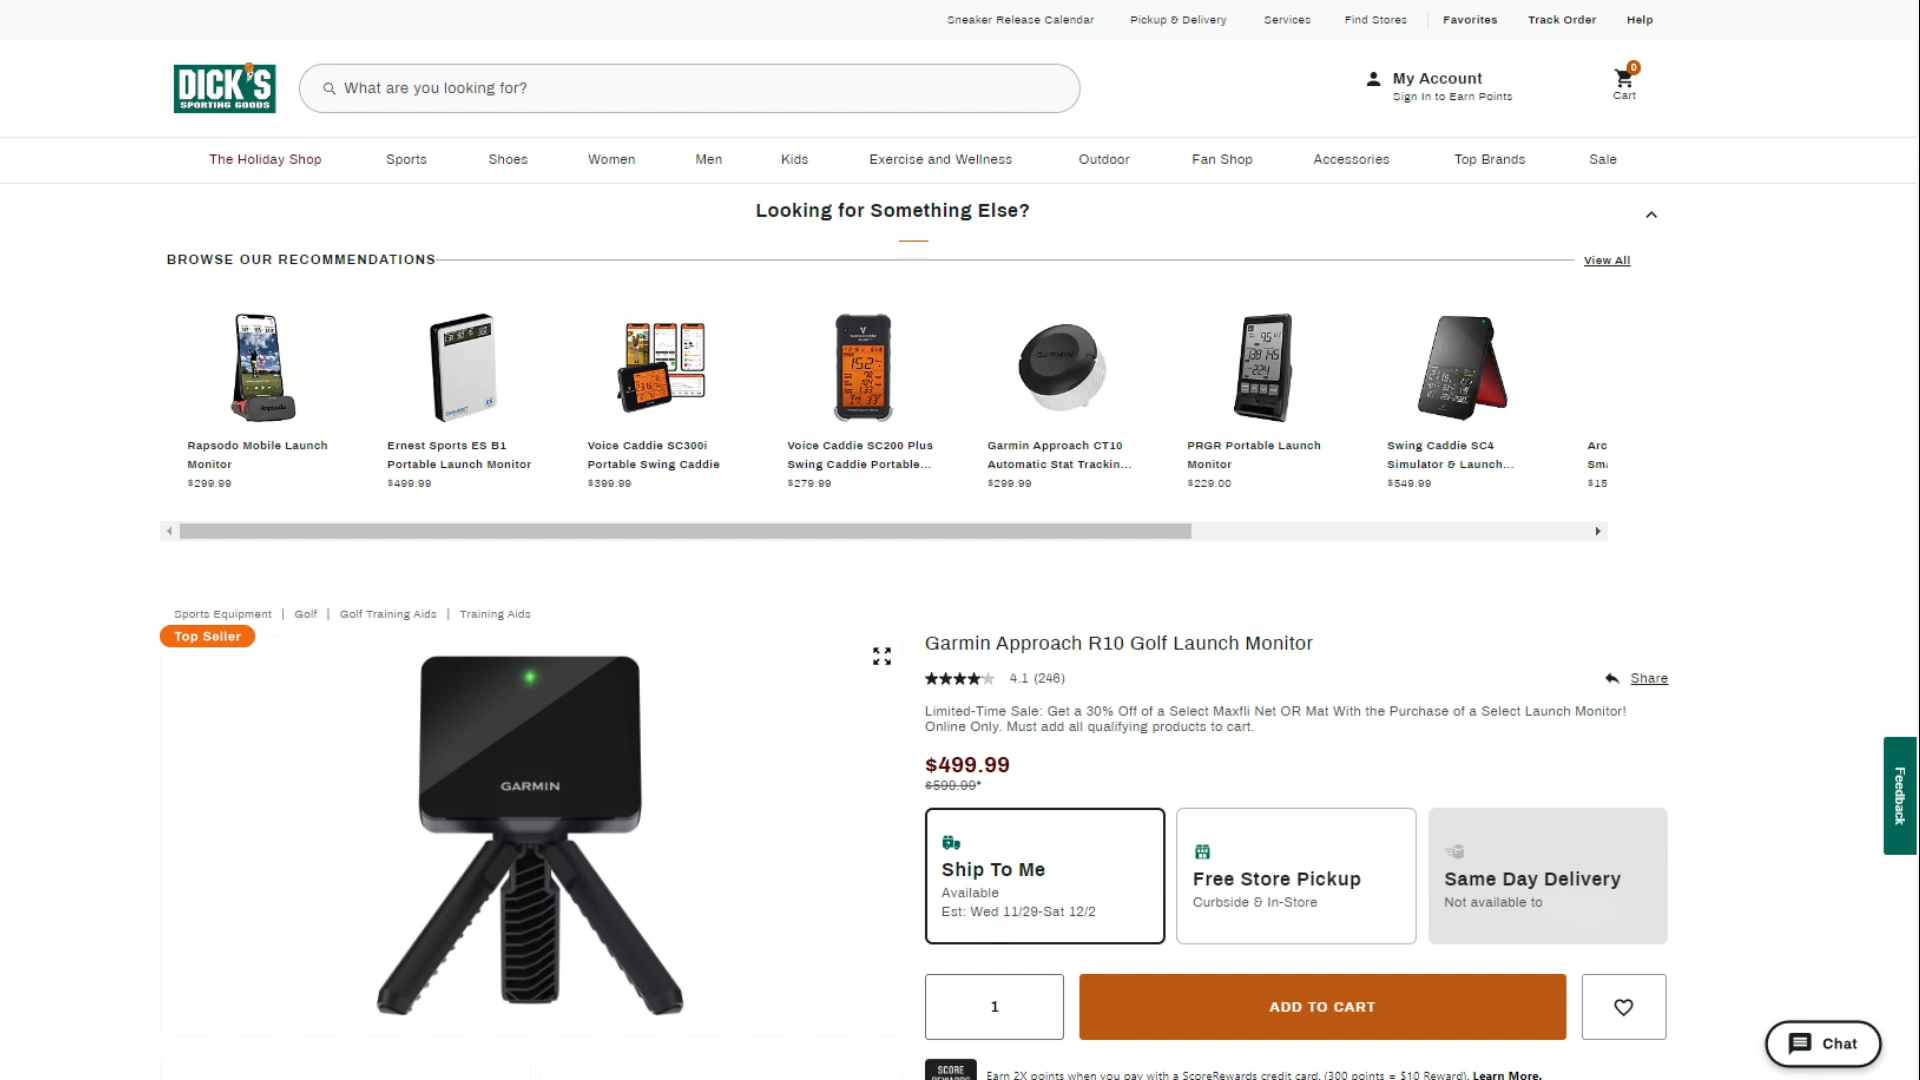 Sneaker Release Calendar Pickup & Delivery Services Find Stores Favorites Track Order Help
DICK'S
SPORTING GOODS
What are you looking for?
My Account
Sign In to Earn Points
0
Cart
The Holiday Shop Sports Shoes Women Men Kids Exercise and Wellness Outdoor Fan Shop Accessories Top Brands Sale
Looking for Something Else?
BROWSE OUR RECOMMENDATIONS
View All
Rapsodo Mobile Launch
Monitor
$299.99
Ernest Sports ES B1
Portable Launch Monitor
$499.99
Voice Caddie SC300i
Portable Swing Caddie
$399.99
Voice Caddie SC200 Plus
Swing Caddie Portable...
$279.99
Garmin Approach CT10
Automatic Stat Trackin...
$299.99
PRGR Portable Launch
Monitor
$229.00
Swing Caddie SC4
Simulator & Launch...
$549.99
Arc
$15
Sports Equipment | Golf | Golf Training Aids | Training Aids
Top Seller
GARMIN
Garmin Approach R10 Golf Launch Monitor
4.1 (246)
Share
Limited-Time Sale: Get a 30% Off of a Select Maxfli Net OR Mat With the Purchase of a Select Launch Monitor!
Online Only. Must add all qualifying products to cart.
$499.99
$599.99*
Ship To Me
Available
Est: Wed 11/29-Sat 12/2
Free Store Pickup
Curbside & In-Store
Same Day Delivery
Not available to
Feedback
1
ADD TO CART
Chat
SCORE
Earn 2X points when you pay with a ScoreRewards credit card. (300 points = $10 Reward). Learn More.